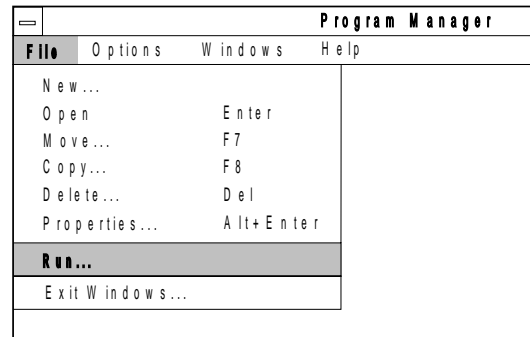 Program Manager
File Options Windows Help
New...
Open Enter
Move... F7
Copy... F8
Delete... Del
Properties... Alt+Enter
Run...
Exit Windows...